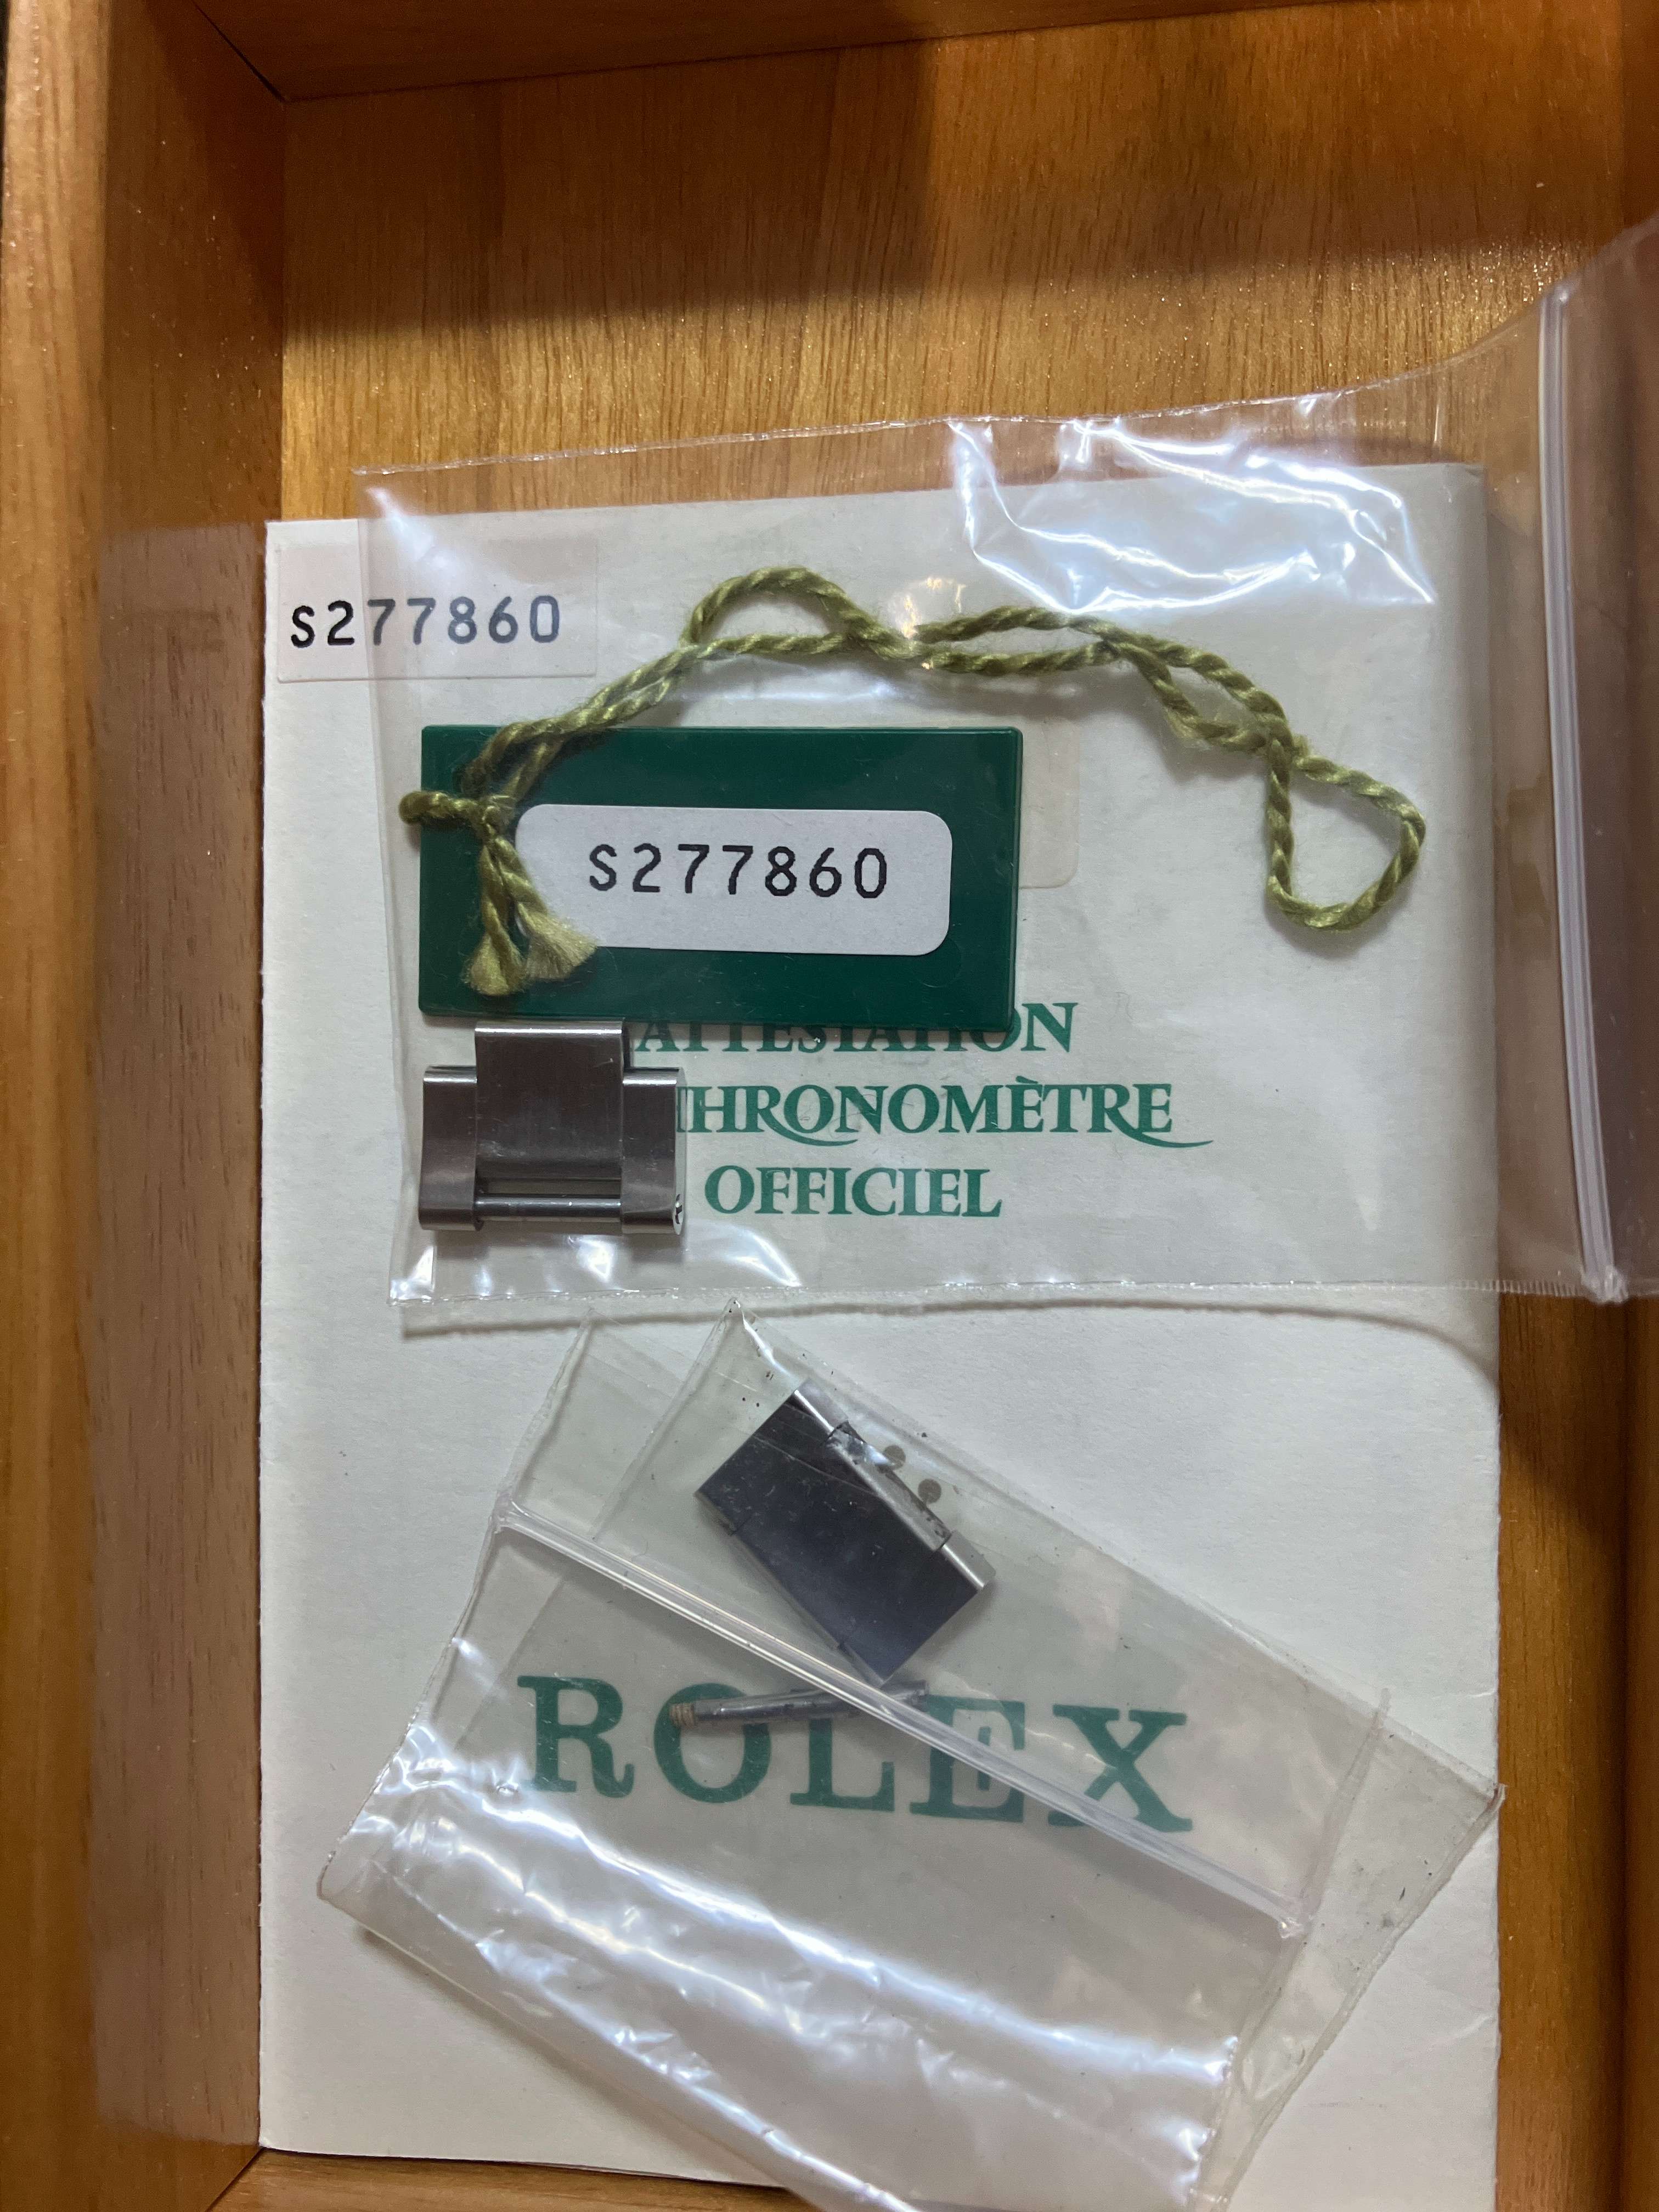 S277860
S277860
ATTESTATION
CHRONOMÈTRE
OFFICIEL
ROLEX